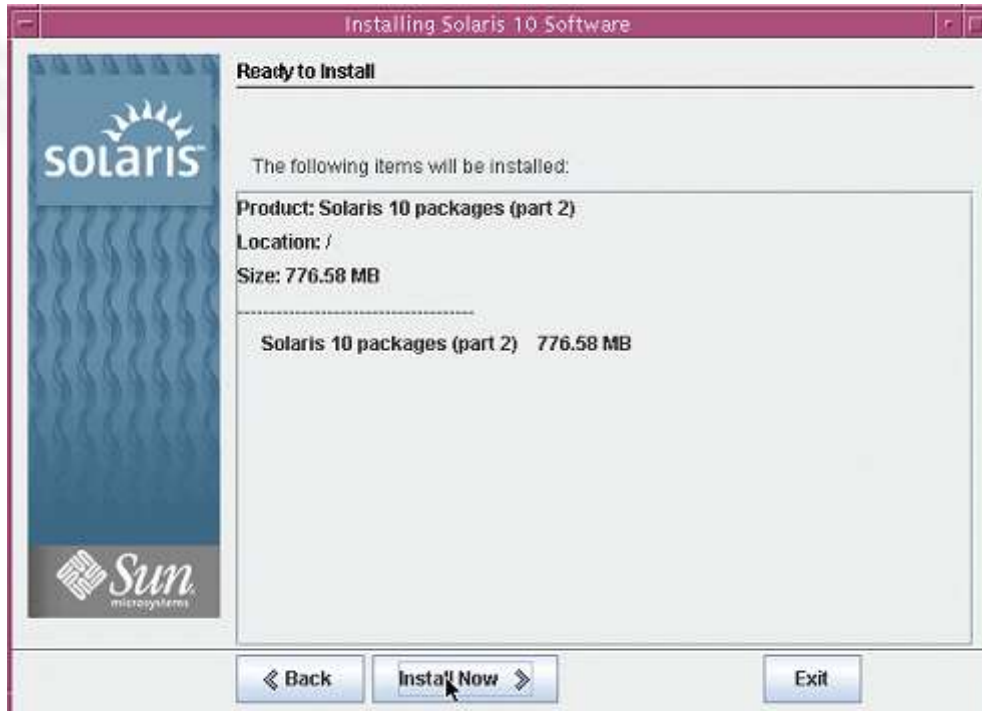 Installing Solaris 10 Software
Ready to Install
solaris
The following items will be installed:
Product: Solaris 10 packages (part 2)
Location: /
Size: 776.58 MB
--------------------------------------
Solaris 10 packages (part 2) 776.58 MB
Sun
microsystems
Back
Install Now
Exit